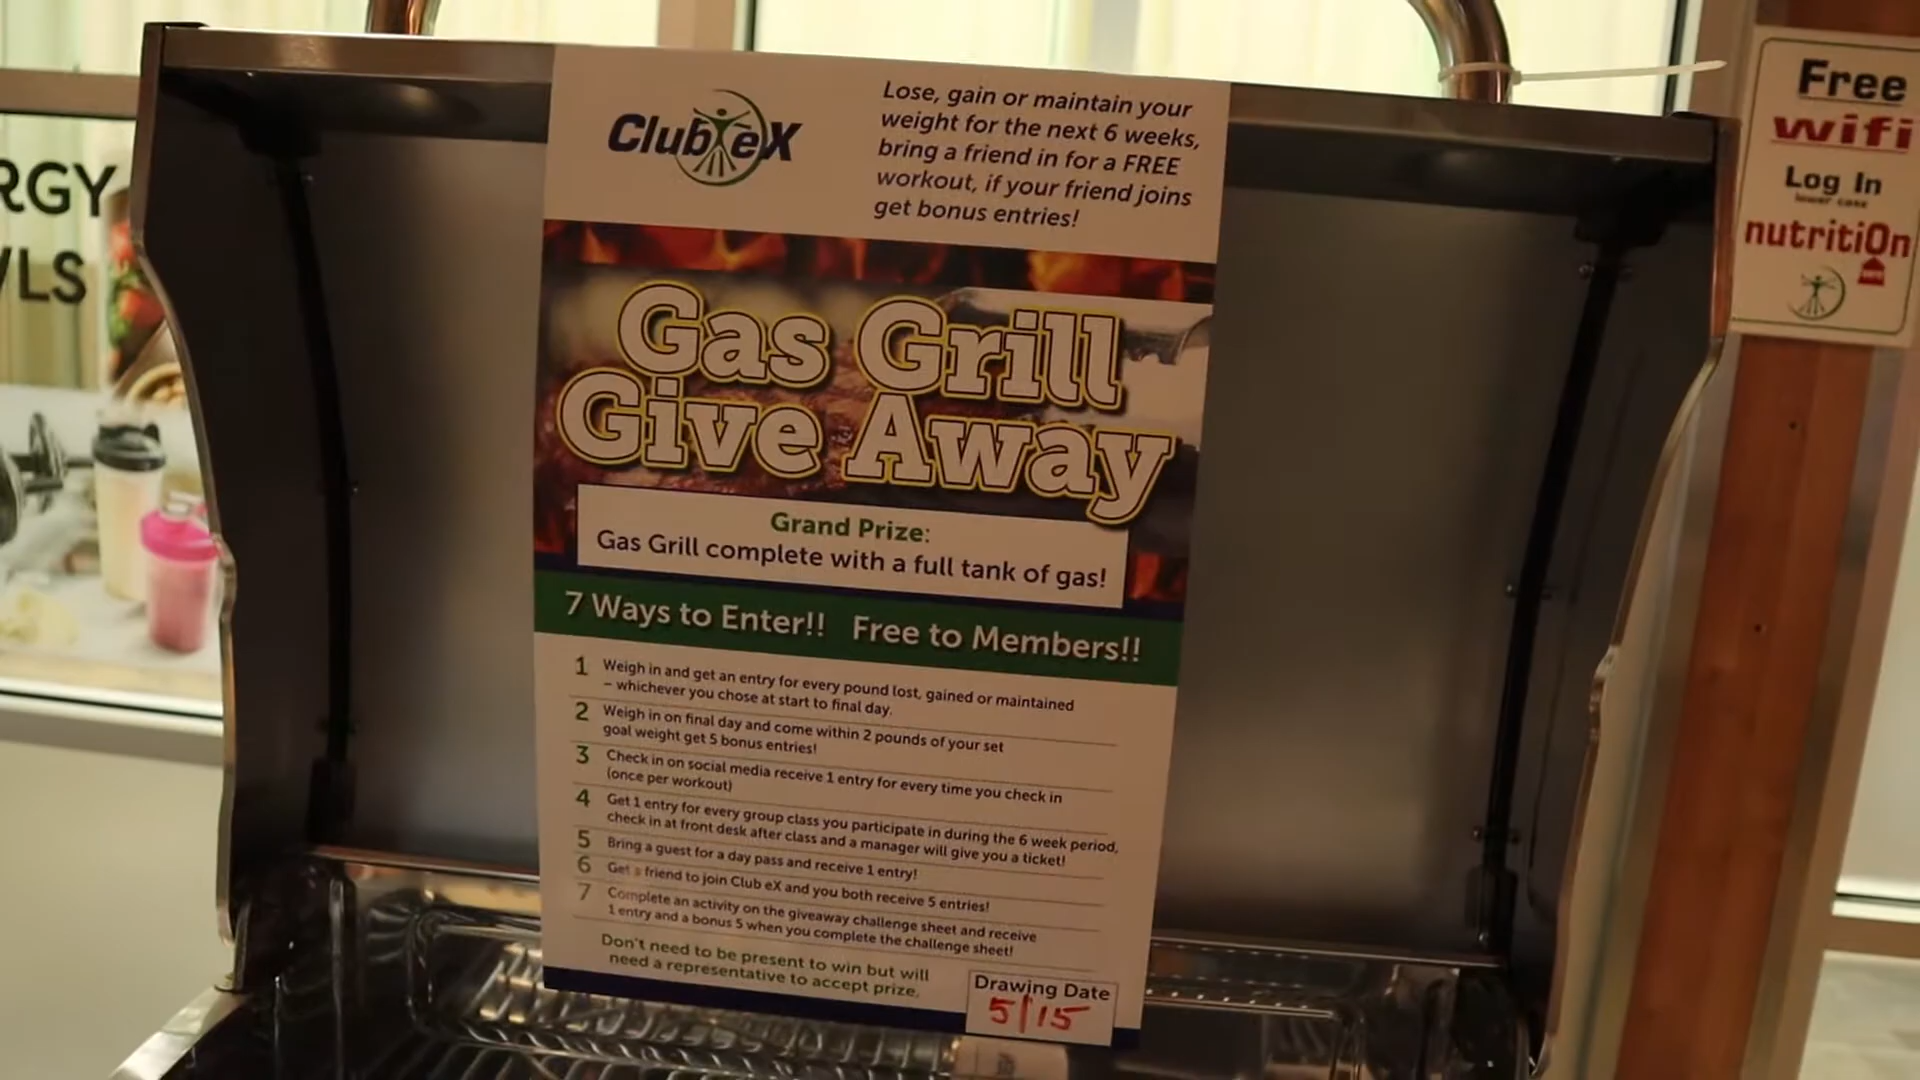 Club eX
Lose, gain or maintain your
weight for the next 6 weeks,
bring a friend in for a FREE
workout, if your friend joins
get bonus entries!
Gas Grill
Give Away
Grand Prize:
Gas Grill complete with a full tank of gas!
7 Ways to Enter!! Free to Members!!
1 Weigh in and get an entry for every pound lost, gained or maintained
– whichever you chose at start to final day.
2 Weigh in on final day and come within 2 pounds of your set
goal weight get 5 bonus entries!
3 Check in on social media receive 1 entry for every time you check in
(once per workout)
4 Get 1 entry for every group class you participate in during the 6 week period,
check in at front desk after class and a manager will give you a ticket!
5 Bring a guest for a day pass and receive 1 entry!
6 Get a friend to join Club eX and you both receive 5 entries!
7 Complete an activity on the giveaway challenge sheet and receive
1 entry and a bonus 5 when you complete the challenge sheet!
Don't need to be present to win but will
need a representative to accept prize.
Drawing Date
5/15
RGY
WLS
Free
wifi
Log In
lower case
nutritiOn